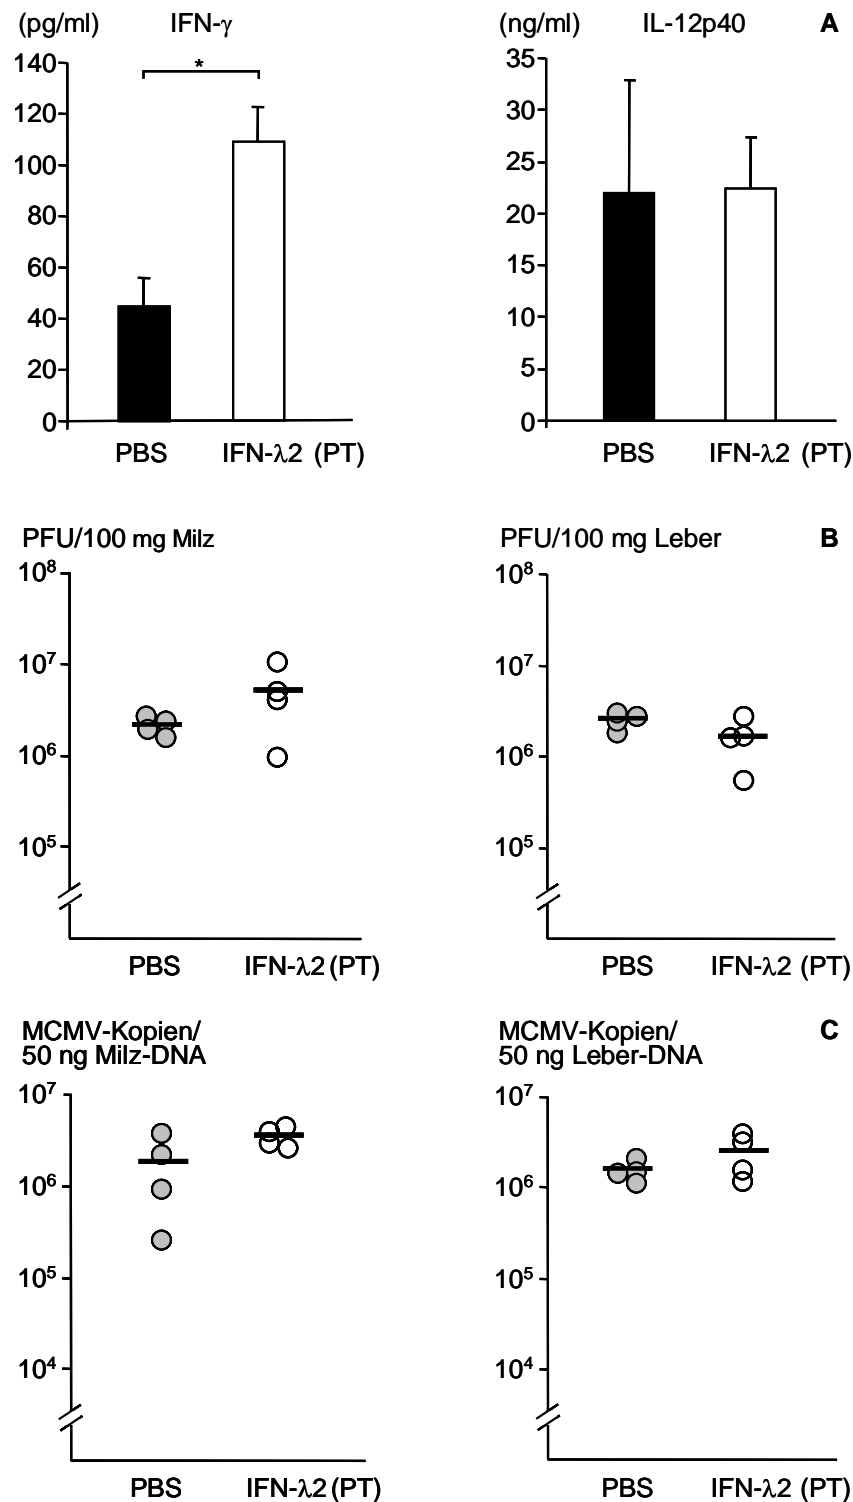 (pg/ml) IFN-γ
(ng/ml) IL-12p40 A
*
140
120
100
80
60
40
20
0
PBS IFN-λ2 (PT)
35
30
25
20
15
10
5
0
PBS IFN-λ2 (PT)
PFU/100 mg Milz
10⁸
10⁷
10⁶
10⁵
PBS IFN-λ2 (PT)
PFU/100 mg Leber B
10⁸
10⁷
10⁶
10⁵
PBS IFN-λ2 (PT)
MCMV-Kopien/
50 ng Milz-DNA
10⁷
10⁶
10⁵
10⁴
PBS IFN-λ2 (PT)
MCMV-Kopien/ C
50 ng Leber-DNA
10⁷
10⁶
10⁵
10⁴
PBS IFN-λ2 (PT)